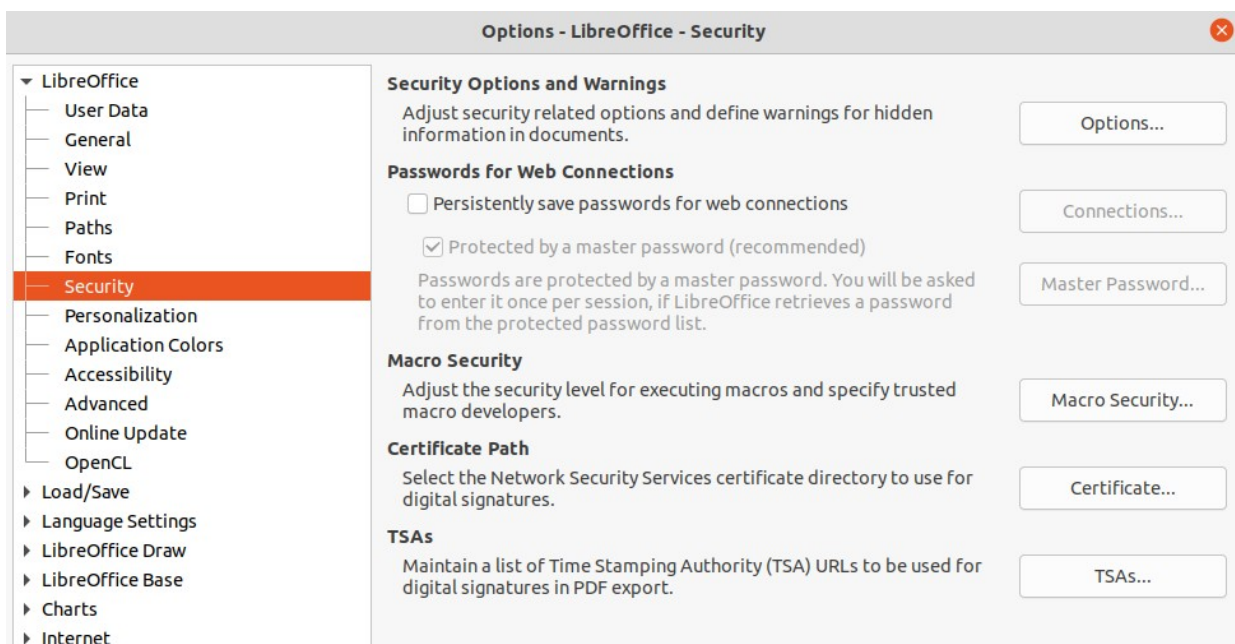 Options - LibreOffice - Security
LibreOffice
User Data
General
View
Print
Paths
Fonts
Security
Personalization
Application Colors
Accessibility
Advanced
Online Update
OpenCL
Load/Save
Language Settings
LibreOffice Draw
LibreOffice Base
Charts
Internet
Security Options and Warnings
Adjust security related options and define warnings for hidden
information in documents.
Options...
Passwords for Web Connections
Persistently save passwords for web connections
Connections...
Protected by a master password (recommended)
Passwords are protected by a master password. You will be asked
to enter it once per session, if LibreOffice retrieves a password
from the protected password list.
Master Password...
Macro Security
Adjust the security level for executing macros and specify trusted
macro developers.
Macro Security...
Certificate Path
Select the Network Security Services certificate directory to use for
digital signatures.
Certificate...
TSAs
Maintain a list of Time Stamping Authority (TSA) URLs to be used for
digital signatures in PDF export.
TSAs...